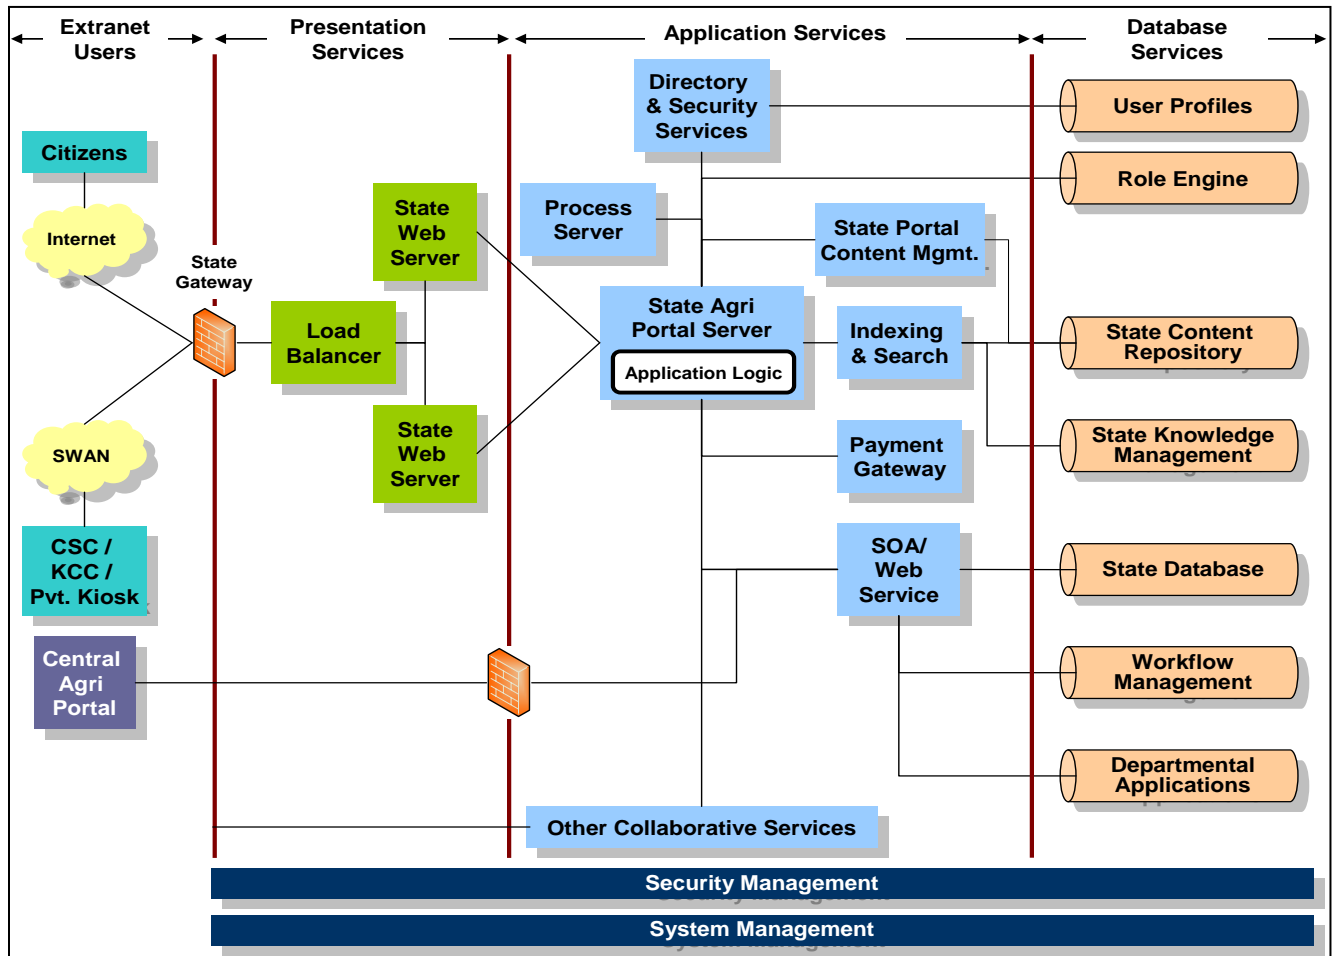 Extranet
Users
Presentation
Services
Application Services
Database
Services
Directory
& Security
Services
User Profiles
Citizens
Role Engine
State
Web
Server
Process
Server
State Portal
Content Mgmt.
Internet
State
Gateway
Load
Balancer
State Agri
Portal Server
Application Logic
Indexing
& Search
State Content
Repository
State
Web
Server
Payment
Gateway
State Knowledge
Management
SWAN
CSC /
KCC /
Pvt. Kiosk
SOA/
Web
Service
State Database
Central
Agri
Portal
Workflow
Management
Departmental
Applications
Other Collaborative Services
Security Management
System Management